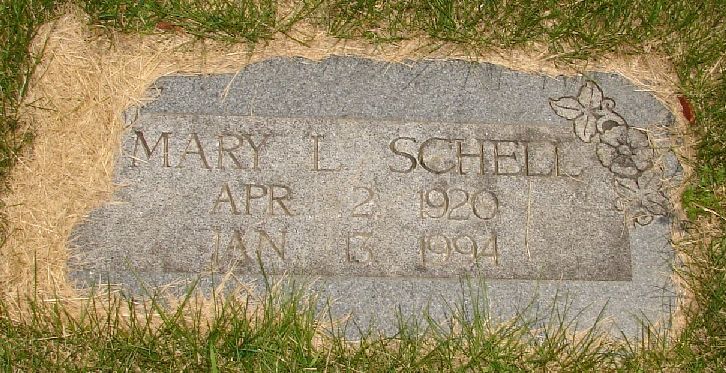 MARY L SCHELL
APR 2 1920
JAN 13 1994